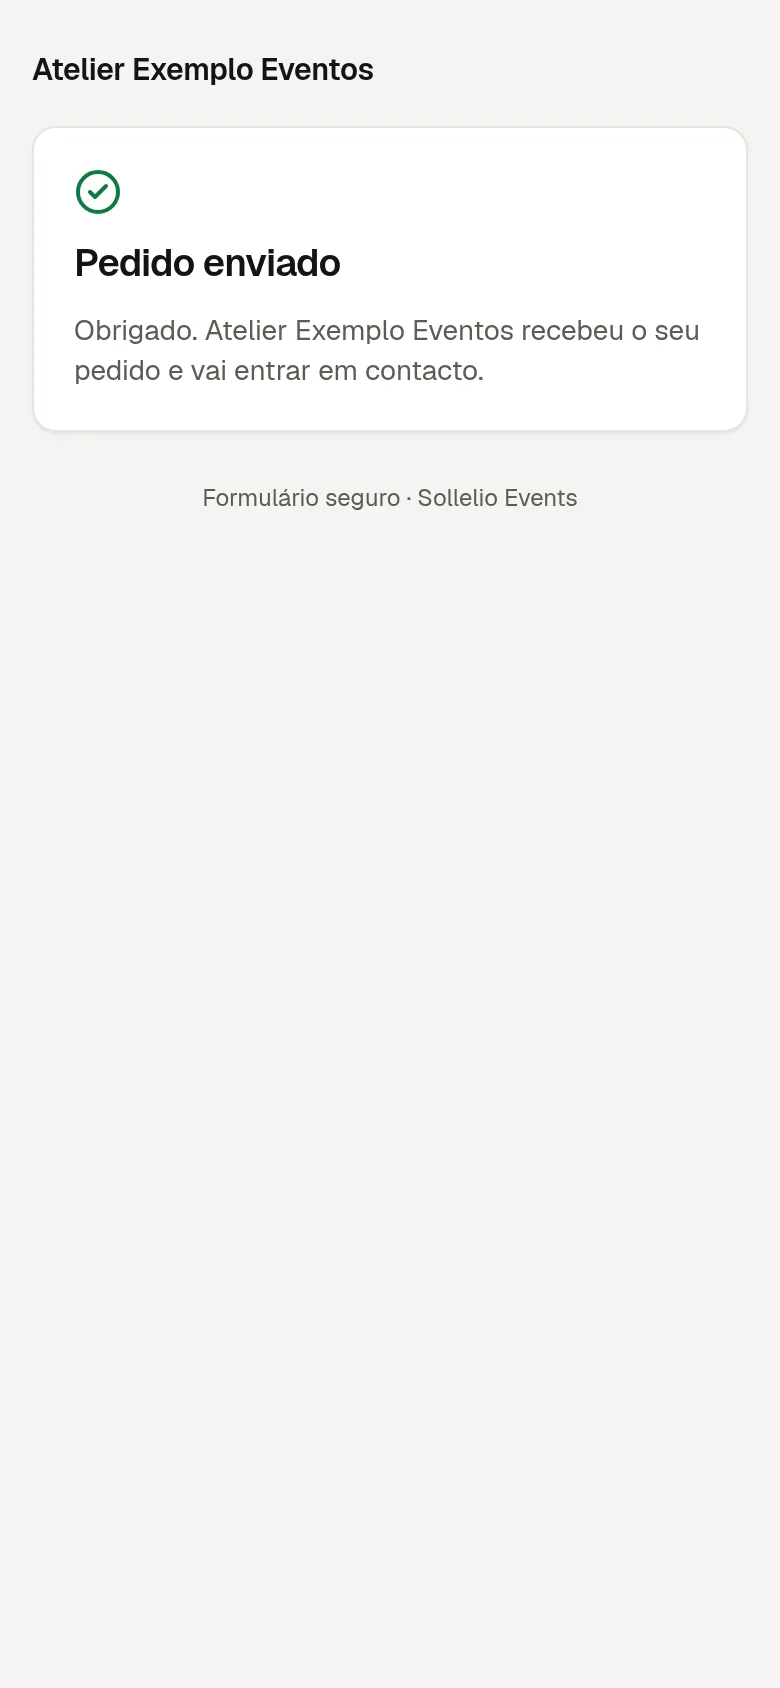 Atelier Exemplo Eventos
Pedido enviado
Obrigado. Atelier Exemplo Eventos recebeu o seu
pedido e vai entrar em contacto.
Formulário seguro · Sollelio Events